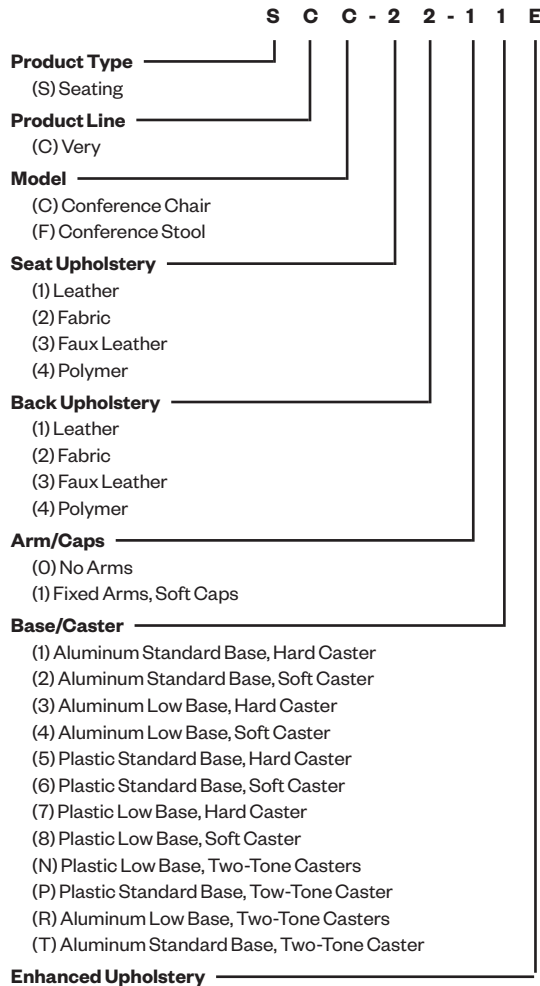 S C C - 2 2 - 1 1 E
Product Type
(S) Seating
Product Line
(C) Very
Model
(C) Conference Chair
(F) Conference Stool
Seat Upholstery
(1) Leather
(2) Fabric
(3) Faux Leather
(4) Polymer
Back Upholstery
(1) Leather
(2) Fabric
(3) Faux Leather
(4) Polymer
Arm/Caps
(0) No Arms
(1) Fixed Arms, Soft Caps
Base/Caster
(1) Aluminum Standard Base, Hard Caster
(2) Aluminum Standard Base, Soft Caster
(3) Aluminum Low Base, Hard Caster
(4) Aluminum Low Base, Soft Caster
(5) Plastic Standard Base, Hard Caster
(6) Plastic Standard Base, Soft Caster
(7) Plastic Low Base, Hard Caster
(8) Plastic Low Base, Soft Caster
(N) Plastic Low Base, Two-Tone Casters
(P) Plastic Standard Base, Tow-Tone Caster
(R) Aluminum Low Base, Two-Tone Casters
(T) Aluminum Standard Base, Two-Tone Caster
Enhanced Upholstery